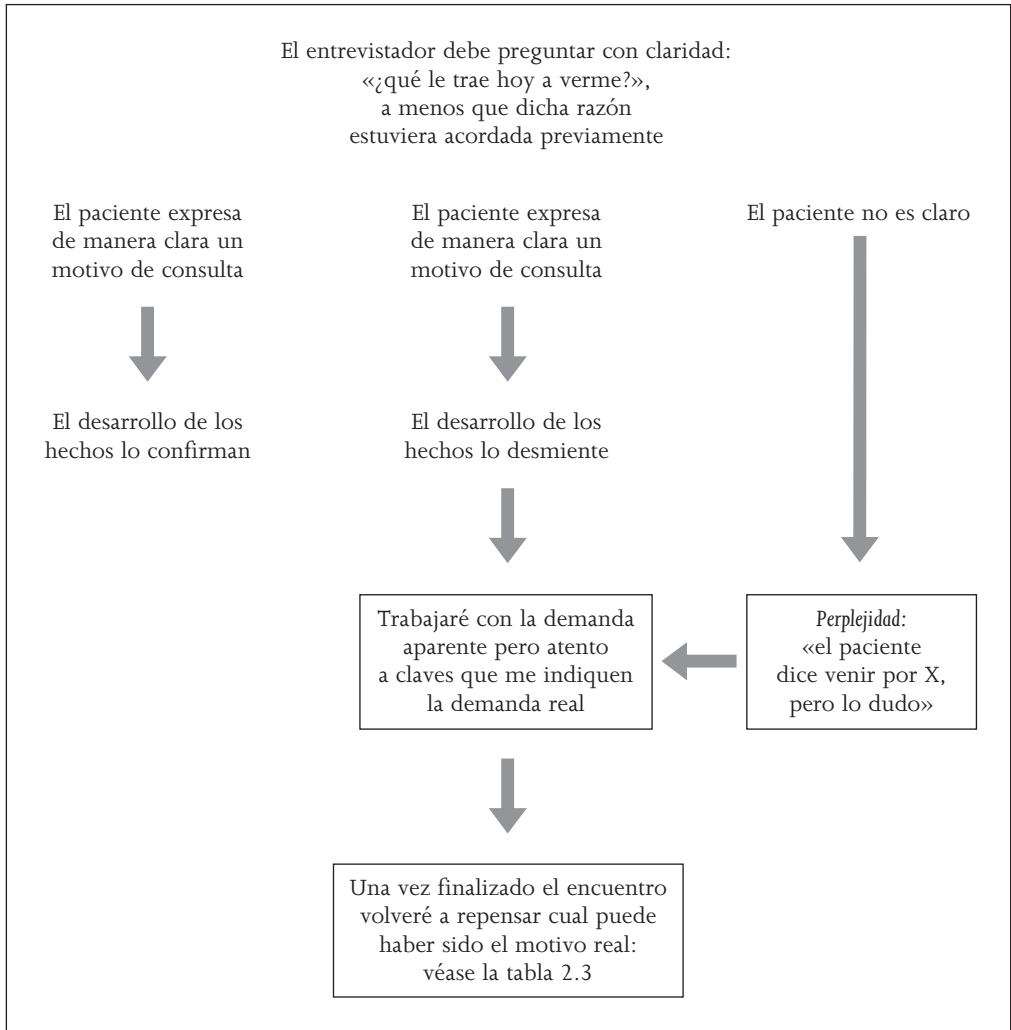 El entrevistador debe preguntar con claridad:
«¿qué le trae hoy a verme?»,
a menos que dicha razón
estuviera acordada previamente
El paciente expresa
de manera clara un
motivo de consulta
El paciente expresa
de manera clara un
motivo de consulta
El paciente no es claro
El desarrollo de los
hechos lo confirman
El desarrollo de los
hechos lo desmiente
Trabajaré con la demanda
aparente pero atento
a claves que me indiquen
la demanda real
Perplejidad:
«el paciente
dice venir por X,
pero lo dudo»
Una vez finalizado el encuentro
volveré a repensar cual puede
haber sido el motivo real:
véase la tabla 2.3